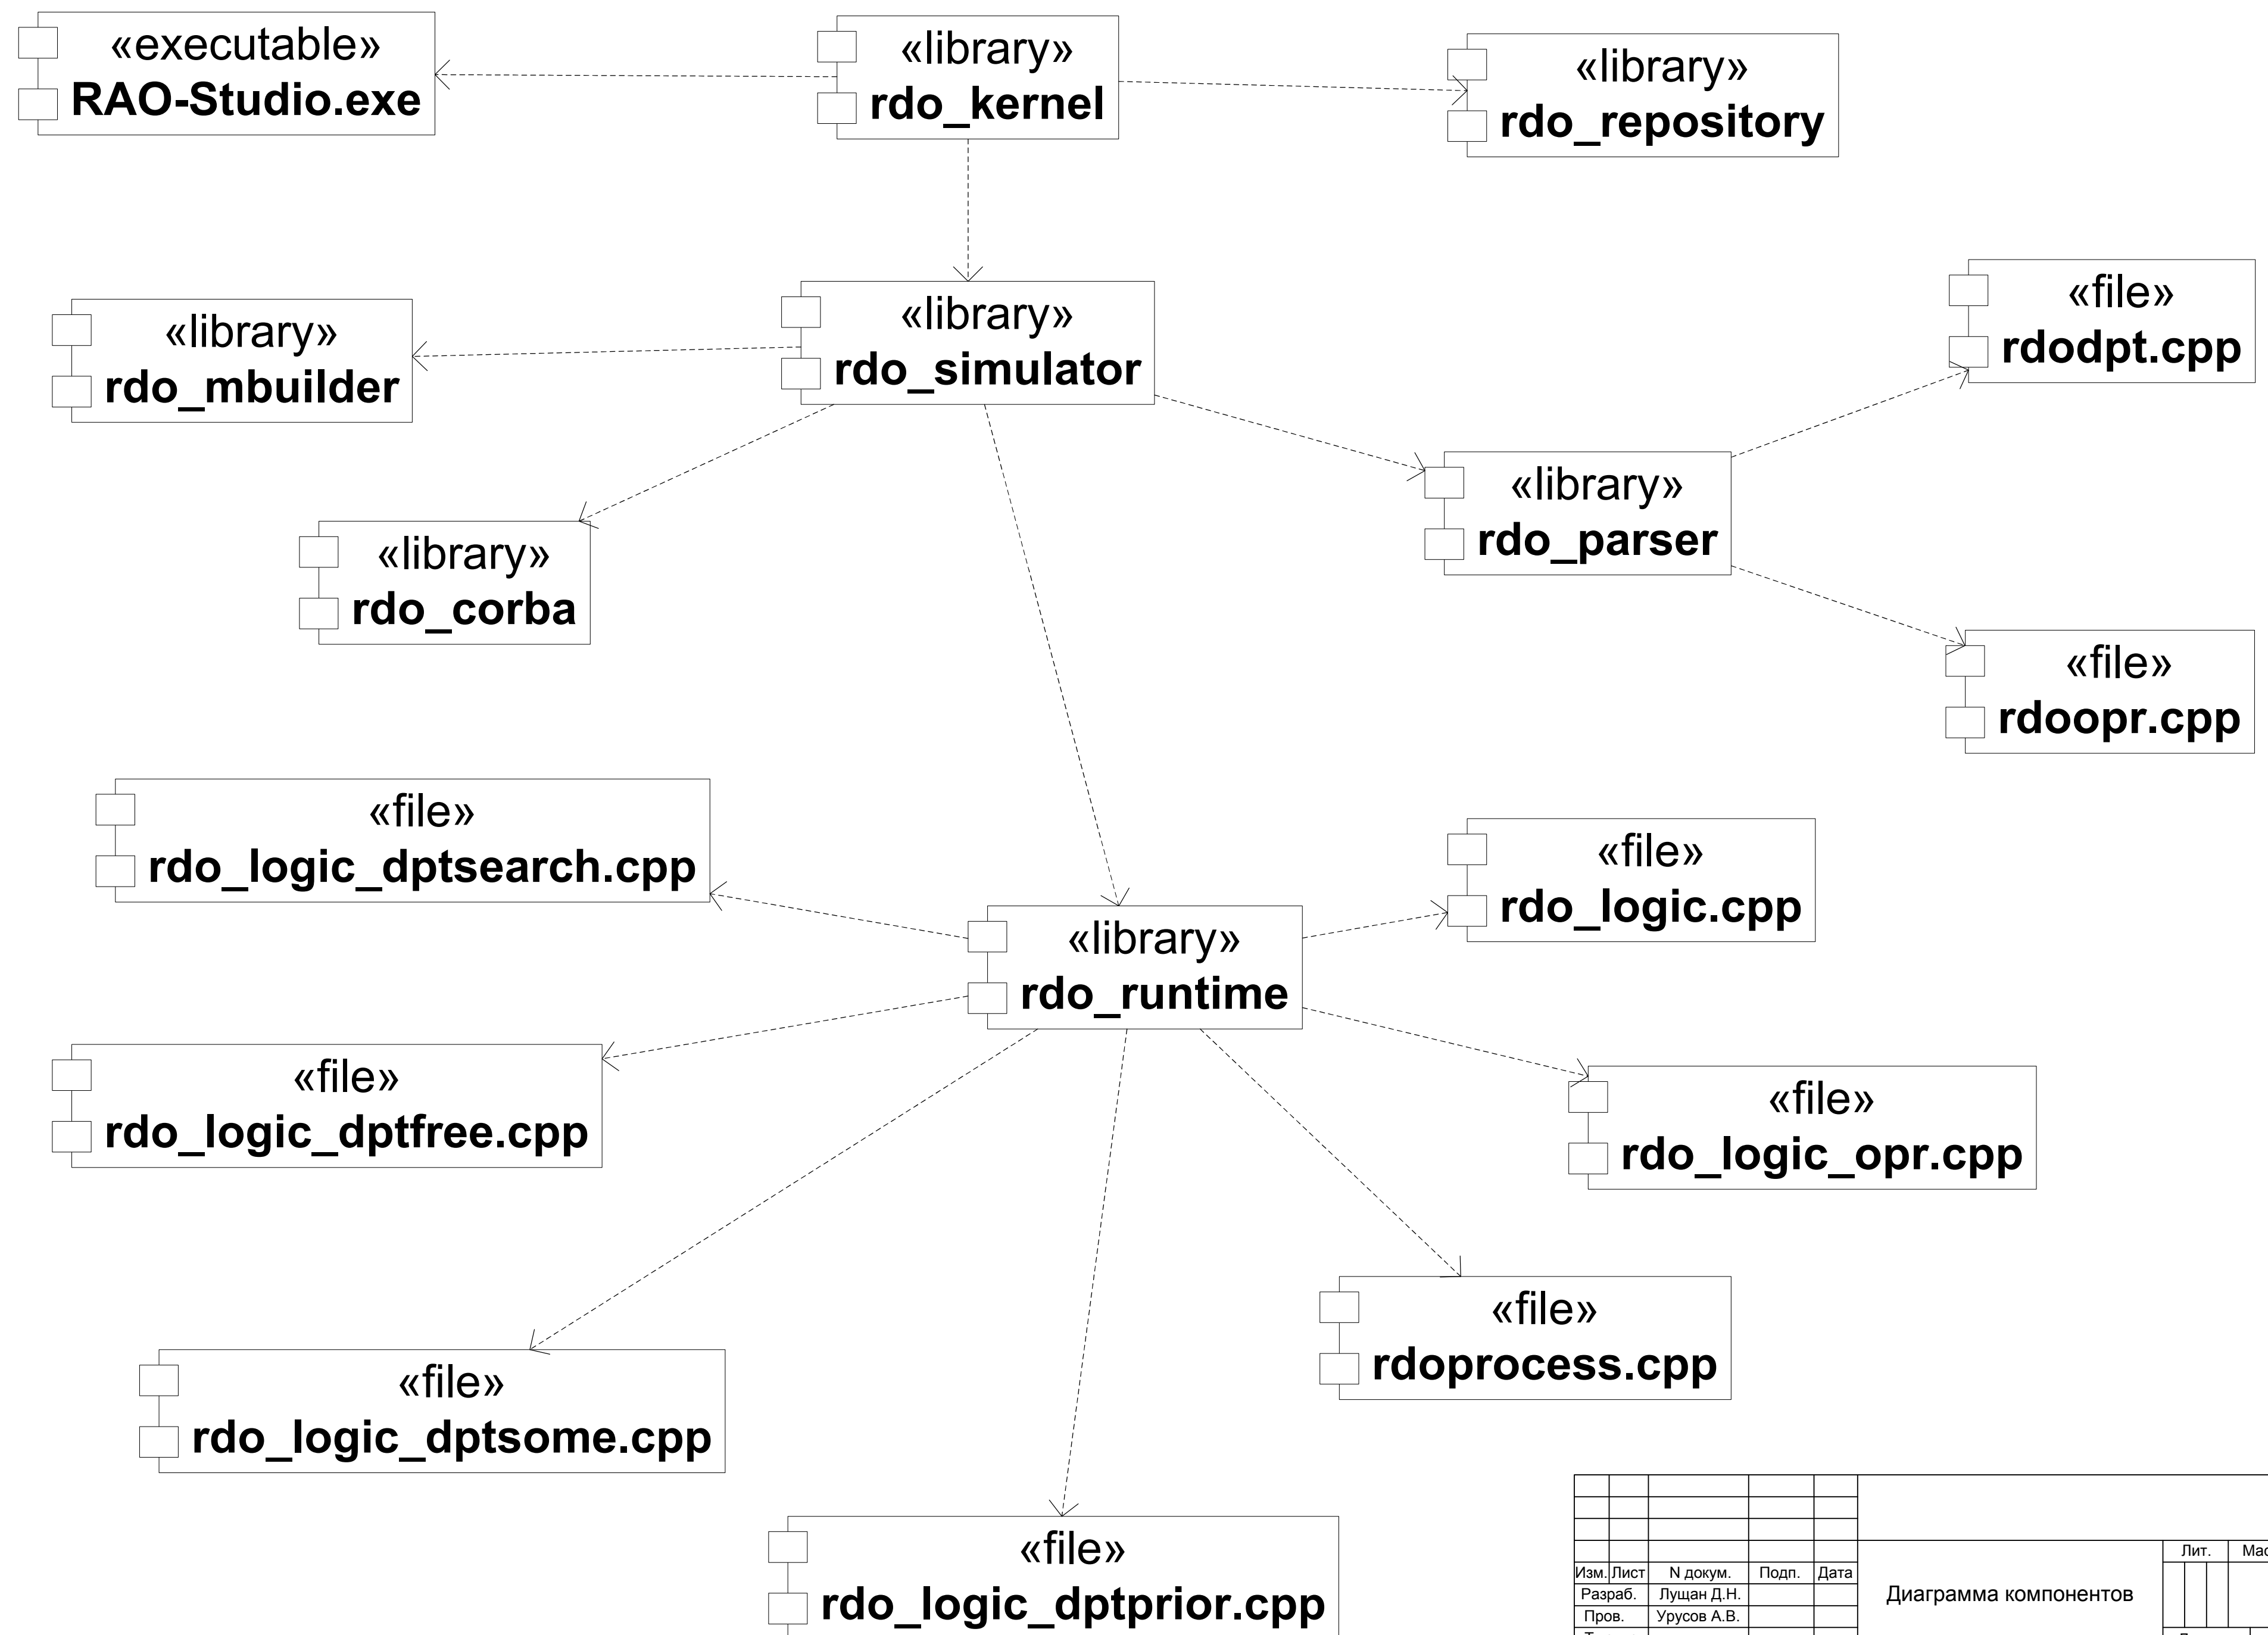 «executable»
RAO-Studio.exe
«library»
rdo_kernel
«library»
rdo_repository
«library»
rdo_mbuilder
«library»
rdo_simulator
«file»
rdodpt.cpp
«library»
rdo_corba
«library»
rdo_parser
«file»
rdoopr.cpp
«file»
rdo_logic_dptsearch.cpp
«file»
rdo_logic.cpp
«library»
rdo_runtime
«file»
rdo_logic_dptfree.cpp
«file»
rdo_logic_opr.cpp
«file»
rdoprocess.cpp
«file»
rdo_logic_dptsome.cpp
«file»
rdo_logic_dptprior.cpp
Изм. Лист N докум. Подп. Дата
Разраб. Лущан Д.Н.
Пров. Урусов А.В.
Диаграмма компонентов
Лит.